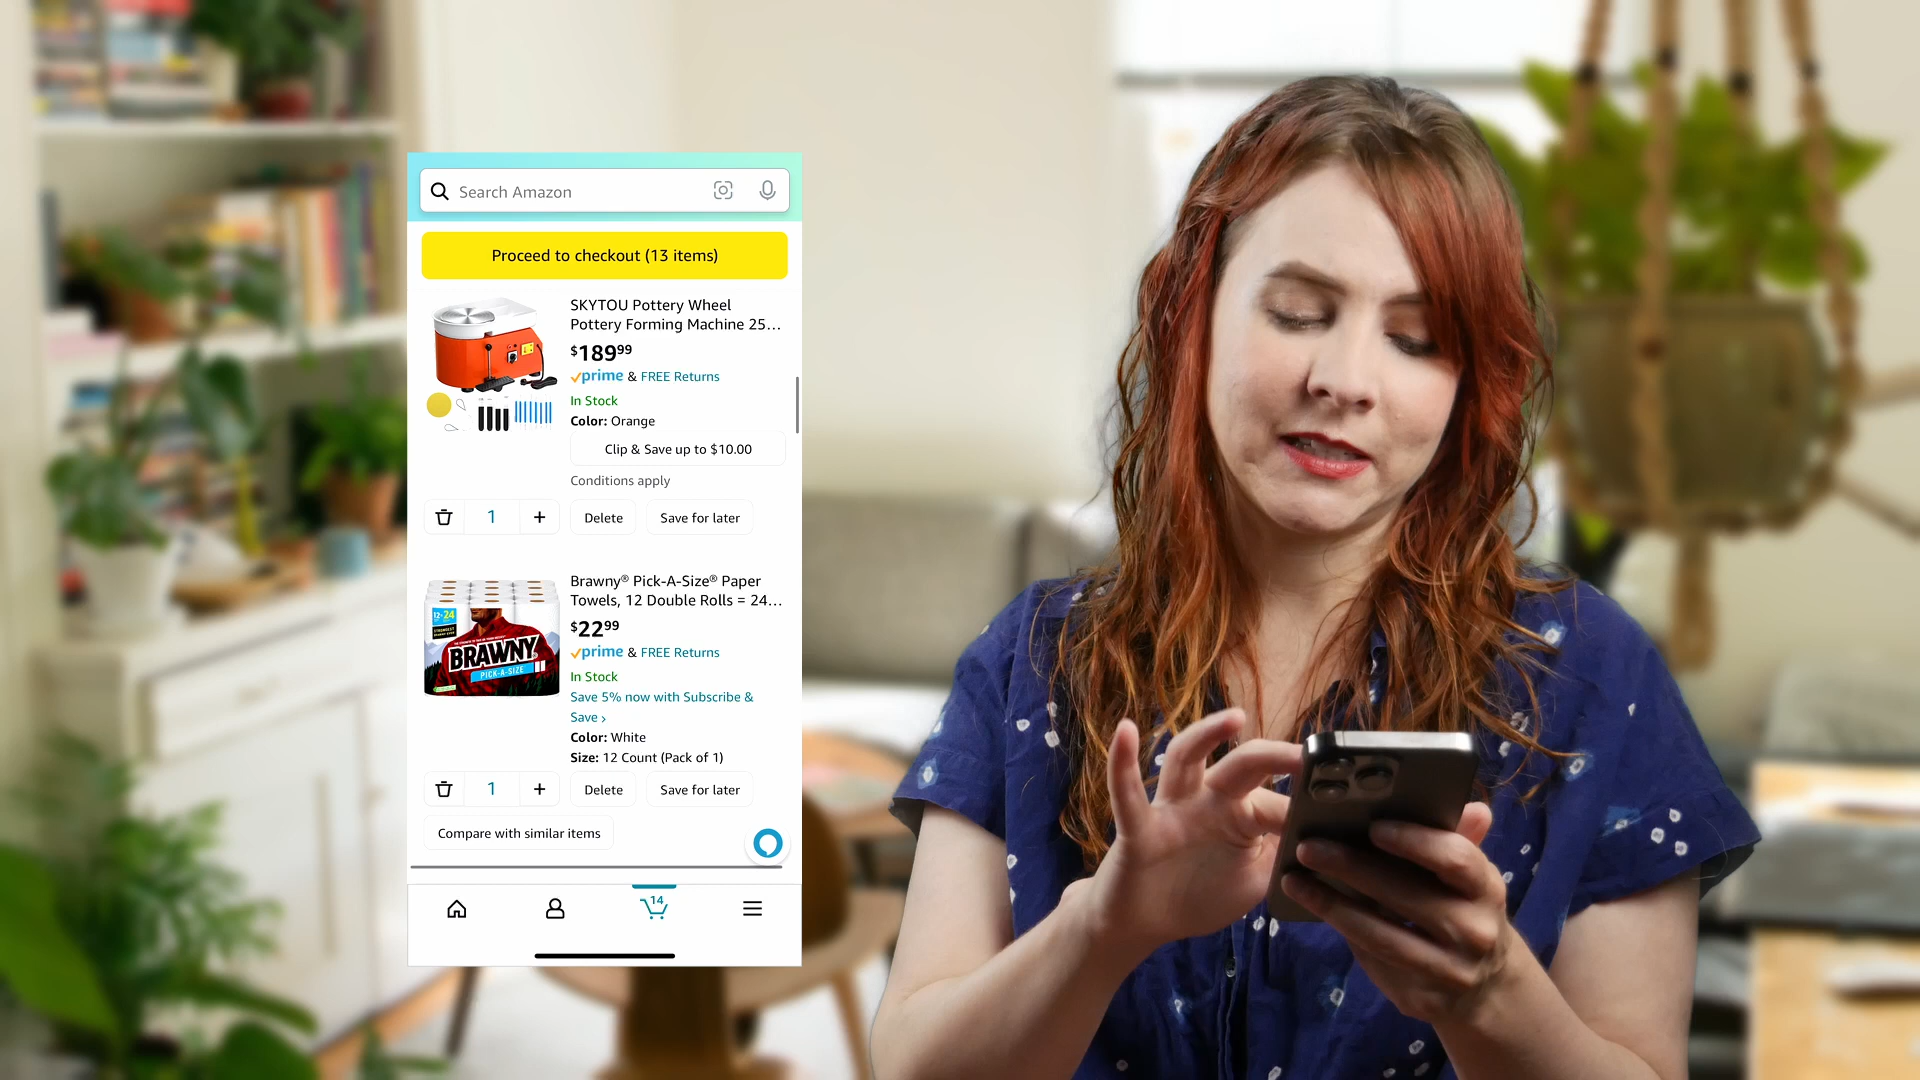 Search Amazon
Proceed to checkout (13 items)
SKYTOU Pottery Wheel
Pottery Forming Machine 25...
$189.99
prime & FREE Returns
In Stock
Color: Orange
Clip & Save up to $10.00
Conditions apply
1
Delete
Save for later
Brawny® Pick-A-Size® Paper
Towels, 12 Double Rolls = 24...
$22.99
prime & FREE Returns
In Stock
Save 5% now with Subscribe &
Save ›
Color: White
Size: 12 Count (Pack of 1)
12=24
BRAWNY
PICK-A-SIZE
1
Delete
Save for later
Compare with similar items
14